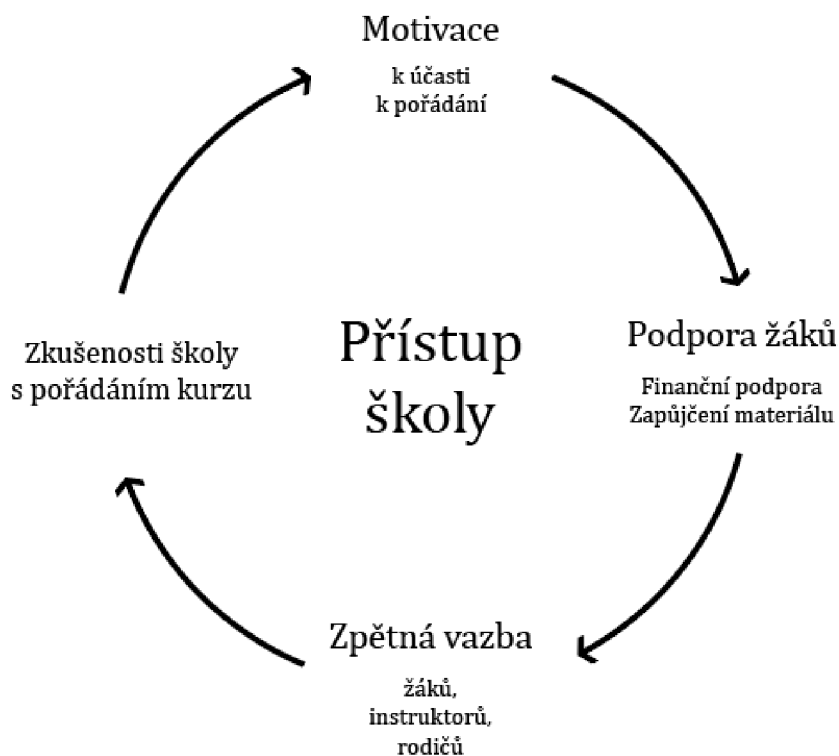 Motivace
k účasti
k pořádání
Podpora žáků
Finanční podpora
Zapůjčení materiálu
Zpětná vazba
žáků,
instruktorů,
rodičů
Zkušenosti školy
s pořádáním kurzu
Přístup
školy